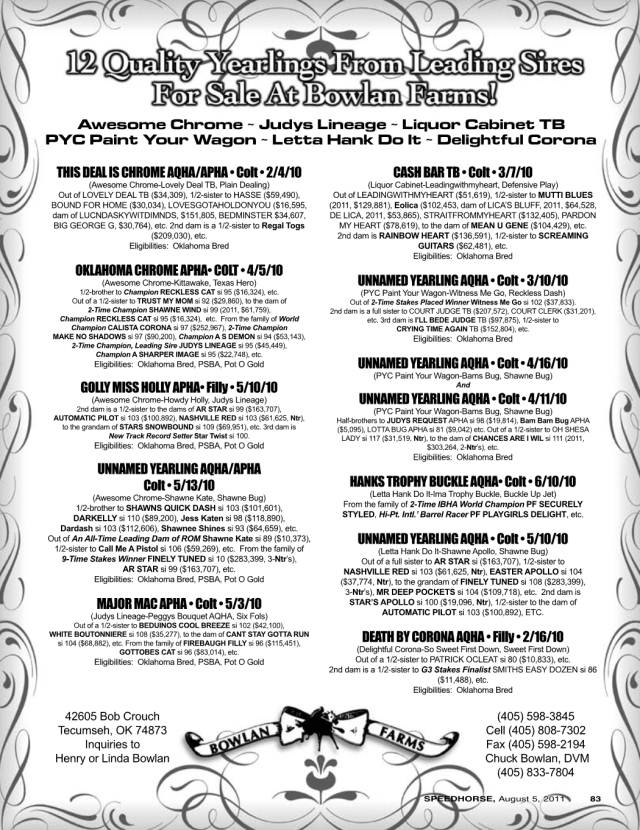 12 Quality Yearlings From Leading Sires
For Sale At Bowlan Farms!
Awesome Chrome ~ Judys Lineage ~ Liquor Cabinet TB
PYC Paint Your Wagon ~ Letta Hank Do It ~ Delightful Corona
THIS DEAL IS CHROME AQHA/APHA • Colt • 2/4/10
(Awesome Chrome-Lovely Deal TB, Plain Dealing)
Out of LOVELY DEAL TB ($34,309), 1/2-sister to HASSE ($59,490),
BOUND FOR HOME ($30,034), LOVESGOTAHOLDONYOU ($16,595,
dam of LUCNDASKYWITDIMNDS, $151,805, BEDMINSTER $34,607,
BIG GEORGE G, $30,764), etc. 2nd dam is a 1/2-sister to Regal Togs
($209,030), etc.
Eligibilities: Oklahoma Bred
OKLAHOMA CHROME APHA• COLT • 4/5/10
(Awesome Chrome-Kittawake, Texas Hero)
1/2-brother to Champion RECKLESS CAT si 95 ($16,324), etc.
Out of a 1/2-sister to TRUST MY MOM si 92 ($29,860), to the dam of
2-Time Champion SHAWNE WIND si 99 (2011, $61,759).
Champion RECKLESS CAT si 95 ($16,324), etc. From the family of World
Champion CALISTA CORONA si 97 ($252,967), 2-Time Champion
MAKE NO SHADOWS si 97 ($90,200), Champion A S DEMON si 94 ($53,143),
2-Time Champion, Leading Sire JUDYS LINEAGE si 95 ($45,449),
Champion A SHARPER IMAGE si 95 ($22,748), etc.
Eligibilities: Oklahoma Bred, PSBA, Pot O Gold
GOLLY MISS HOLLY APHA• Filly • 5/10/10
(Awesome Chrome-Howdy Holly, Judys Lineage)
2nd dam is a 1/2-sister to the dams of AR STAR si 99 ($163,707),
AUTOMATIC PILOT si 103 ($100,892), NASHVILLE RED si 103 ($61,625, Ntr),
to the grandam of STARS SNOWBOUND si 109 ($69,951), etc. 3rd dam is
New Track Record Setter Star Twist si 100.
Eligibilities: Oklahoma Bred, PSBA, Pot O Gold
UNNAMED YEARLING AQHA/APHA
Colt • 5/13/10
(Awesome Chrome-Shawne Kate, Shawne Bug)
1/2-brother to SHAWNS QUICK DASH si 103 ($101,601),
DARKELLY si 110 ($89,200), Jess Katen si 98 ($118,890),
Dardash si 103 ($112,606), Shawnee Shines si 93 ($64,659), etc.
Out of An All-Time Leading Dam of ROM Shawne Kate si 89 ($10,373),
1/2-sister to Call Me A Pistol si 106 ($59,269), etc. From the family of
9-Time Stakes Winner FINELY TUNED si 10 ($283,399, 3-Ntr's),
AR STAR si 99 ($163,707), etc.
Eligibilities: Oklahoma Bred, PSBA, Pot O Gold
MAJOR MAC APHA • Colt • 5/3/10
(Judys Lineage-Peggys Bouquet AQHA, Six Fols)
Out of a 1/2-sister to BEDUINOS COOL BREEZE si 102 ($42,100),
WHITE BOUTONNIERE si 108 ($35,277), to the dam of CANT STAY GOTTA RUN
si 104 ($68,882), etc. From the family of FIREBAUGH FILLY si 96 ($115,451),
GOTTOBES CAT si 96 ($83,014), etc.
Eligibilities: Oklahoma Bred, PSBA, Pot O Gold
CASH BAR TB • Colt • 3/7/10
(Liquor Cabinet-Leadingwithmyheart, Defensive Play)
Out of LEADINGWITHMYHEART ($51,619), 1/2-sister to MUTTI BLUES
(2011, $129,881), Eolica ($102,453, dam of LICA'S BLUFF, 2011, $64,528,
DE LICA, 2011, $53,865), STRAITFROMMYHEART ($132,405), PARDON
MY HEART ($78,619), to the dam of MEAN U GENE ($104,429), etc.
2nd dam is RAINBOW HEART ($136,591), 1/2-sister to SCREAMING
GUITARS ($62,481), etc.
Eligibilities: Oklahoma Bred
UNNAMED YEARLING AQHA • Colt • 3/10/10
(PYC Paint Your Wagon-Witness Me Go, Reckless Dash)
Out of 2-Time Stakes Placed Winner Witness Me Go si 102 ($37,833).
2nd dam is a full sister to COURT JUDGE TB ($207,572), COURT CLERK ($31,201),
etc. 3rd dam is I'LL BEDE JUDGE TB ($97,875), 1/2-sister to
CRYING TIME AGAIN TB ($152,804), etc.
Eligibilities: Oklahoma Bred
UNNAMED YEARLING AQHA • Colt • 4/16/10
(PYC Paint Your Wagon-Bams Bug, Shawne Bug)
And
UNNAMED YEARLING AQHA • Colt • 4/11/10
(PYC Paint Your Wagon-Bams Bug, Shawne Bug)
Half-brothers to JUDYS REQUEST APHA si 98 ($19,814), Bam Bam Bug APHA
($5,095), LOTTA BUG APHA si 81 ($9,042) etc. Out of a 1/2-sister to OH SHESA
LADY si 117 ($31,519, Ntr), to the dam of CHANCES ARE I WIL si 111 (2011,
$303,264, 2-Ntr's), etc.
Eligibilities: Oklahoma Bred
HANKS TROPHY BUCKLE AQHA• Colt • 6/10/10
(Letta Hank Do It-Ima Trophy Buckle, Buckle Up Jet)
From the family of 2-Time IBHA World Champion PF SECURELY
STYLED, Hi-Pt. Intl.' Barrel Racer PF PLAYGIRLS DELIGHT, etc.
UNNAMED YEARLING AQHA • Colt • 5/10/10
(Letta Hank Do It-Shawne Apollo, Shawne Bug)
Out of a full sister to AR STAR si ($163,707), 1/2-sister to
NASHVILLE RED si 103 ($61,625, Ntr), EASTER APOLLO si 104
($37,774, Ntr), to the grandam of FINELY TUNED si 108 ($283,399),
3-Ntr's), MR DEEP POCKETS si 104 ($109,718), etc. 2nd dam is
STAR'S APOLLO si 100 ($19,096, Ntr), 1/2-sister to the dam of
AUTOMATIC PILOT si 103 ($100,892), ETC.
DEATH BY CORONA AQHA • Filly • 2/16/10
(Delightful Corona-So Sweet First Down, Sweet First Down)
Out of a 1/2-sister to PATRICK OCLEAT si 80 ($10,833), etc.
2nd dam is a 1/2-sister to G3 Stakes Finalist SMITHS EASY DOZEN si 86
($11,488), etc.
Eligibilities: Oklahoma Bred
42605 Bob Crouch
Tecumseh, OK 74873
Inquiries to
Henry or Linda Bowlan
BOWLAN FARMS
(405) 598-3845
Cell (405) 808-7302
Fax (405) 598-2194
Chuck Bowlan, DVM
(405) 833-7804
SPEEDHORSE, August 5, 2011 83